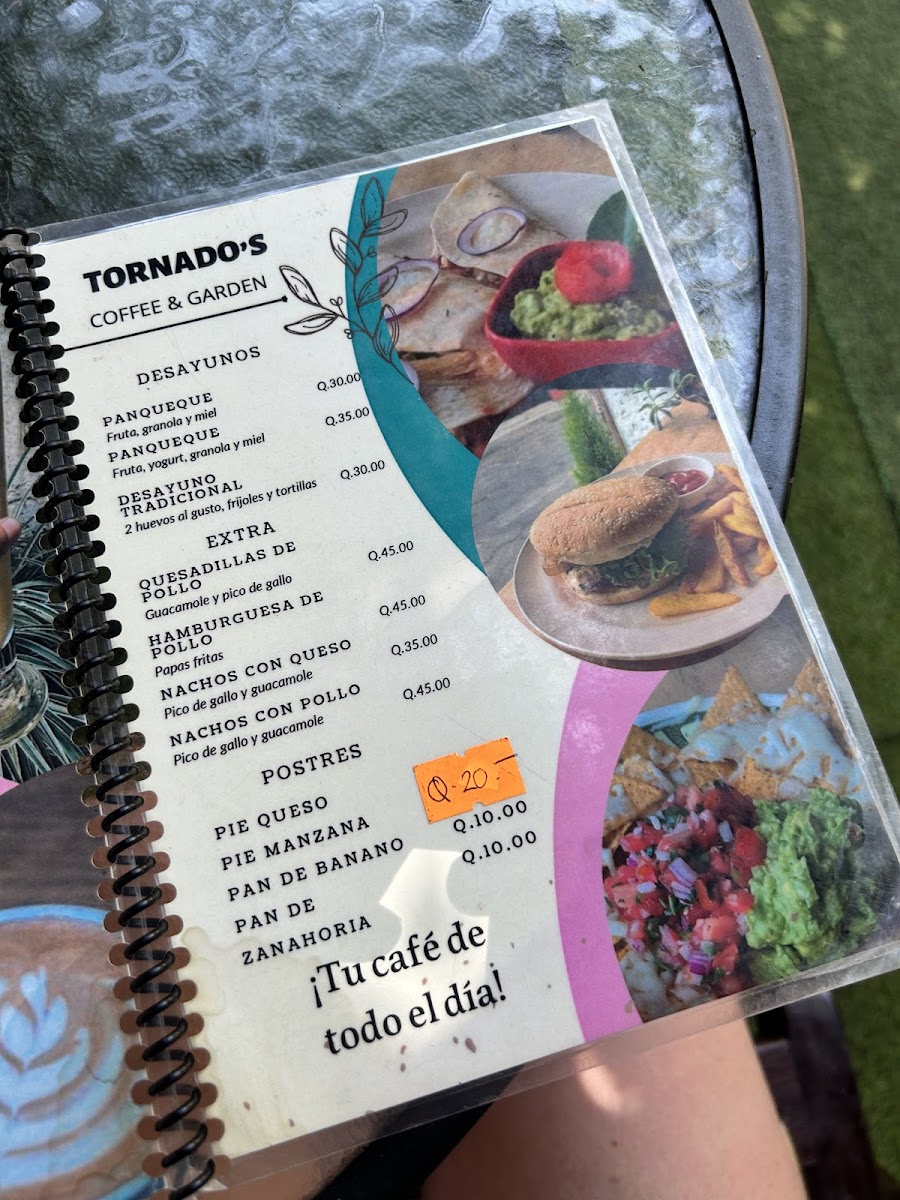 TORNADO'S
COFFEE & GARDEN
DESAYUNOS
PANQUEQUE Q.30.00
Fruta, granola y miel
PANQUEQUE Q.35.00
Fruta, yogurt, granola y miel
DESAYUNO
TRADICIONAL Q.30.00
2 huevos al gusto, frijoles y tortillas
EXTRA
QUESADILLAS DE
POLLO Q.45.00
Guacamole y pico de gallo
HAMBURGUESA DE
POLLO Q.45.00
Papas fritas
NACHOS CON QUESO Q.35.00
Pico de gallo y guacamole
NACHOS CON POLLO Q.45.00
Pico de gallo y guacamole
POSTRES
PIE QUESO Q.20.-
PIE MANZANA
PAN DE BANANO Q.10.00
PAN DE
ZANAHORIA Q.10.00
¡Tu café de
todo el día!